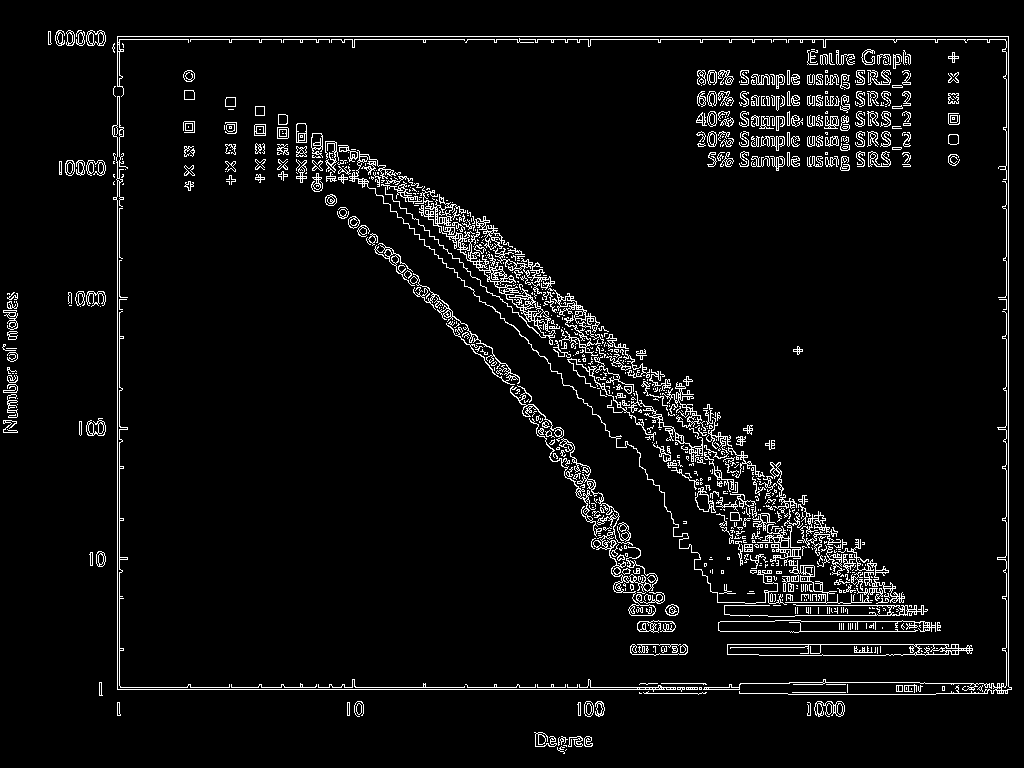 100000
10000
1000
100
10
1
1 10 100 1000
Number of nodes
Degree
Entire Graph
80% Sample using SRS_2
60% Sample using SRS_2
40% Sample using SRS_2
20% Sample using SRS_2
5% Sample using SRS_2